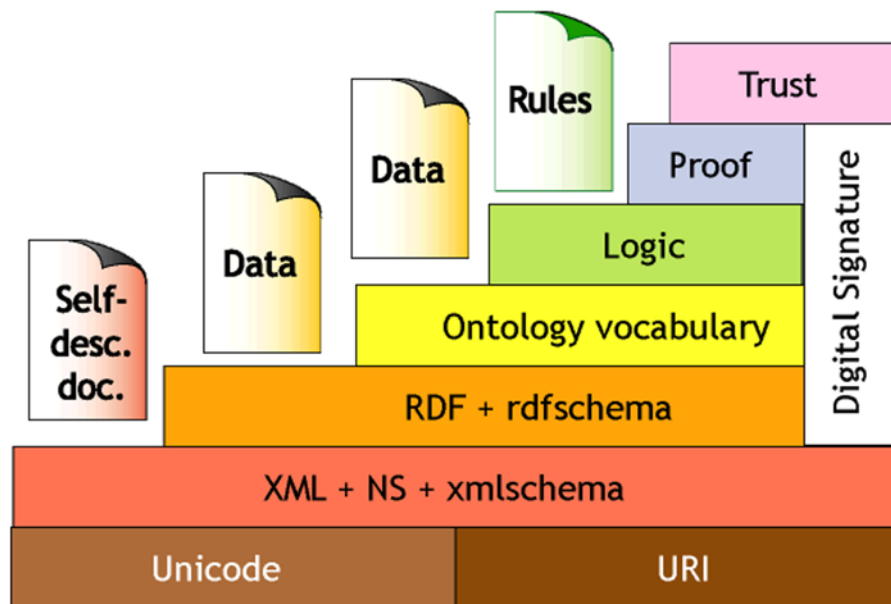 Rules
Trust
Data
Proof
Data
Logic
Self-
desc.
doc.
Ontology vocabulary
Digital Signature
RDF + rdfschema
XML + NS + xmlschema
Unicode
URI